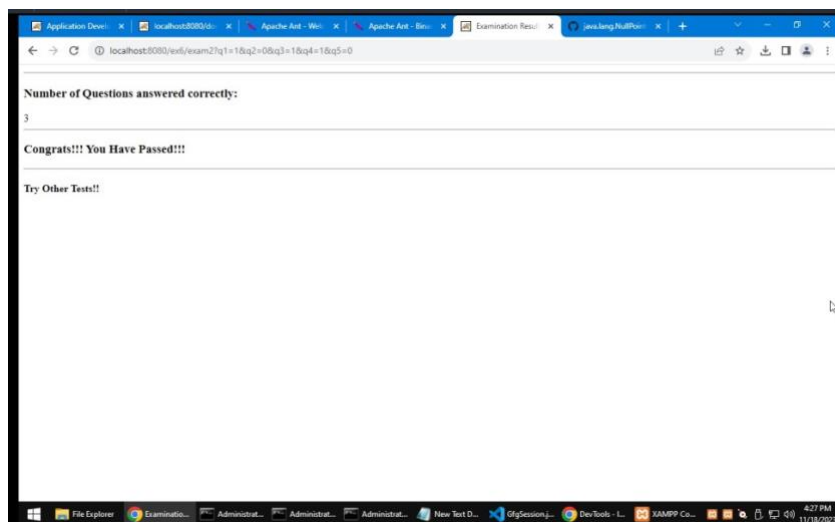 Application Devel
localhost:8080/do
Apache Ant - Wel
Apache Ant - Bina
Examination Resul
java.lang.NullPoin
localhost:8080/ex6/exam2?q1=1&q2=0&q3=1&q4=1&q5=0
Number of Questions answered correctly:
3
Congrats!!! You Have Passed!!!
Try Other Tests!!
File Explorer
Examinatio...
Administrat...
Administrat...
Administrat...
New Text D...
GfgSession.j...
DevTools - L...
XAMPP Co...
4:27 PM